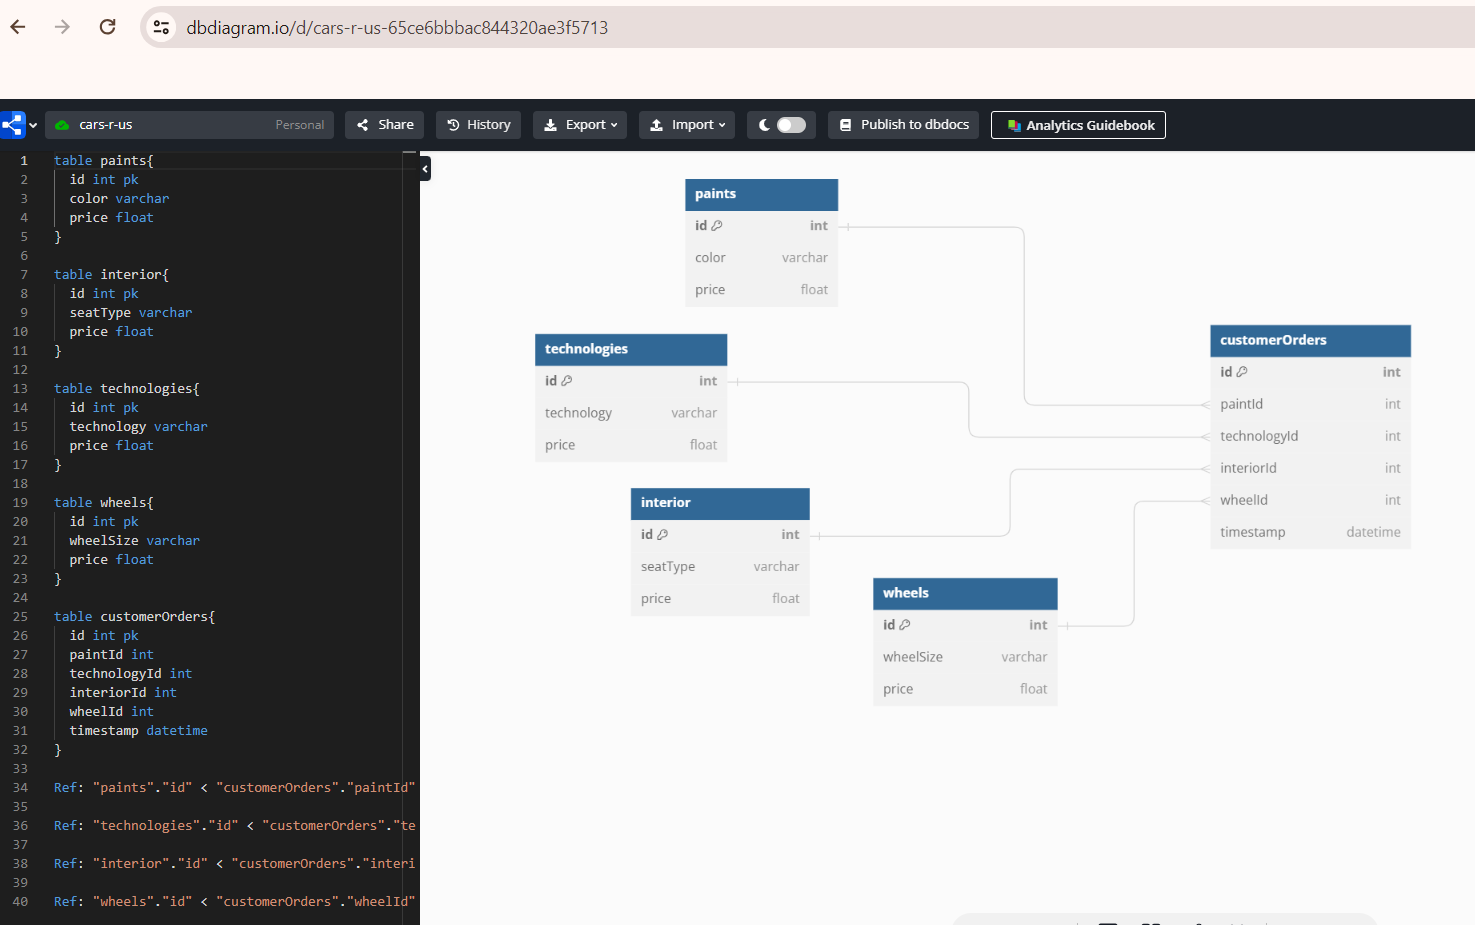 dbdiagram.io/d/cars-r-us-65ce6bbbac844320ae3f5713
cars-r-us Personal Share History Export Import Publish to dbdocs Analytics Guidebook
1 table paints{
2 id int pk
3 color varchar
4 price float
5 }
6
7 table interior{
8 id int pk
9 seatType varchar
10 price float
11 }
12
13 table technologies{
14 id int pk
15 technology varchar
16 price float
17 }
18
19 table wheels{
20 id int pk
21 wheelSize varchar
22 price float
23 }
24
25 table customerOrders{
26 id int pk
27 paintId int
28 technologyId int
29 interiorId int
30 wheelId int
31 timestamp datetime
32 }
33
34 Ref: "paints"."id" < "customerOrders"."paintId"
35
36 Ref: "technologies"."id" < "customerOrders"."te
37
38 Ref: "interior"."id" < "customerOrders"."interi
39
40 Ref: "wheels"."id" < "customerOrders"."wheelId"
paints
id int
color varchar
price float
technologies
id int
technology varchar
price float
interior
id int
seatType varchar
price float
wheels
id int
wheelSize varchar
price float
customerOrders
id int
paintId int
technologyId int
interiorId int
wheelId int
timestamp datetime